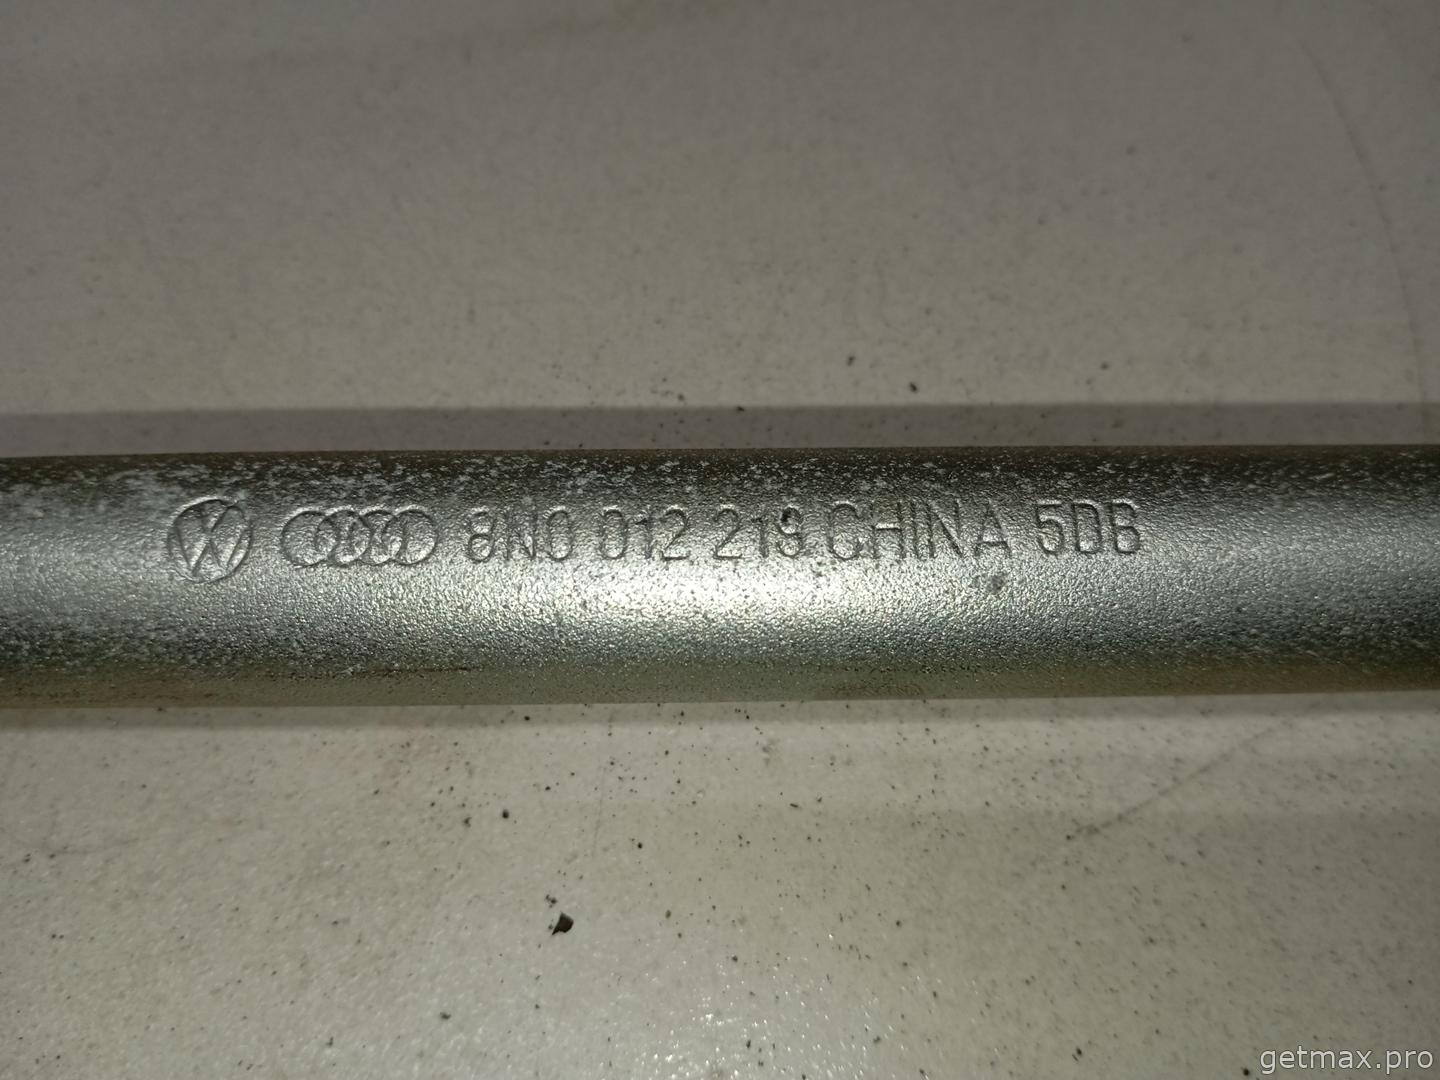 8N0 012 219 CHINA 5DB
getmax.pro